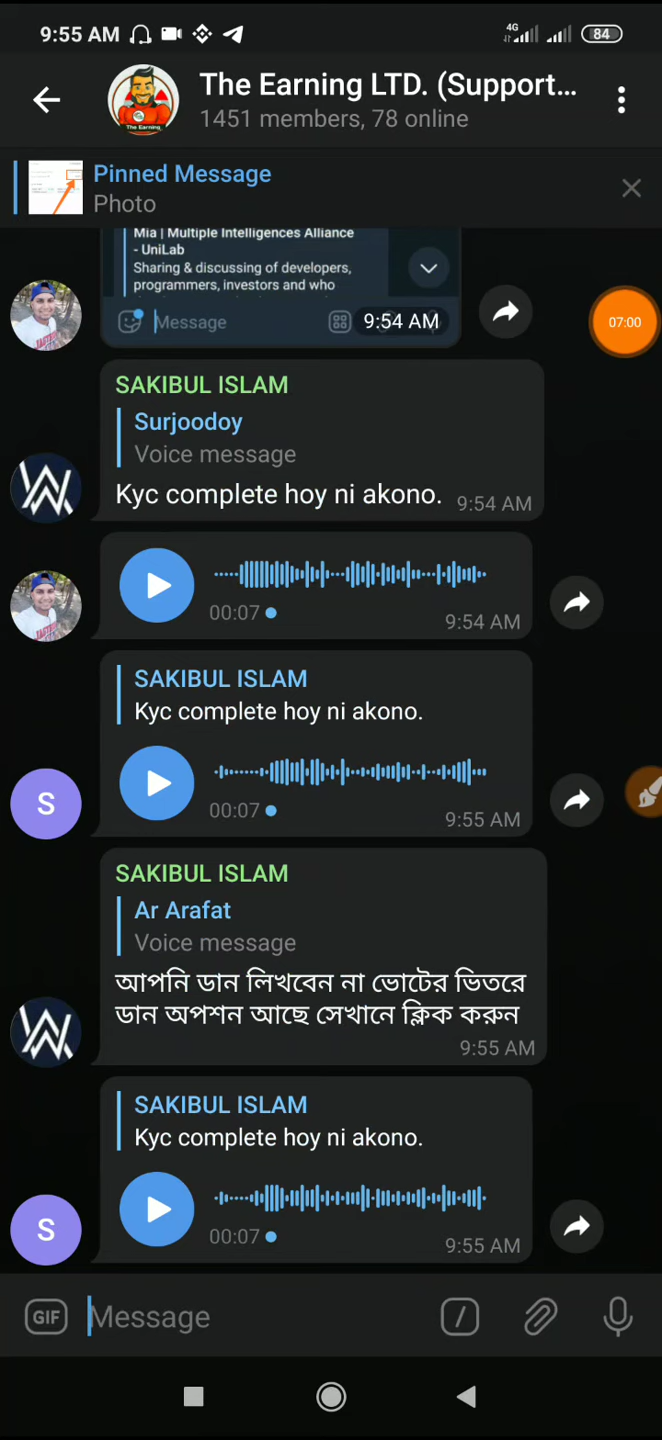 9:55 AM
4G
84
The Earning LTD. (Support...
1451 members, 78 online
Pinned Message
Photo
Mia | Multiple Intelligences Alliance
- UniLab
Sharing & discussing of developers,
programmers, investors and who
Message
9:54 AM
07:00
SAKIBUL ISLAM
Surjoodoy
Voice message
Kyc complete hoy ni akono.
9:54 AM
00:07
9:54 AM
SAKIBUL ISLAM
Kyc complete hoy ni akono.
S
00:07
9:55 AM
SAKIBUL ISLAM
Ar Arafat
Voice message
আপনি ডান লিখবেন না ভোটের ভিতরে
ডান অপশন আছে সেখানে ক্লিক করুন
9:55 AM
SAKIBUL ISLAM
Kyc complete hoy ni akono.
S
00:07
9:55 AM
GIF
Message